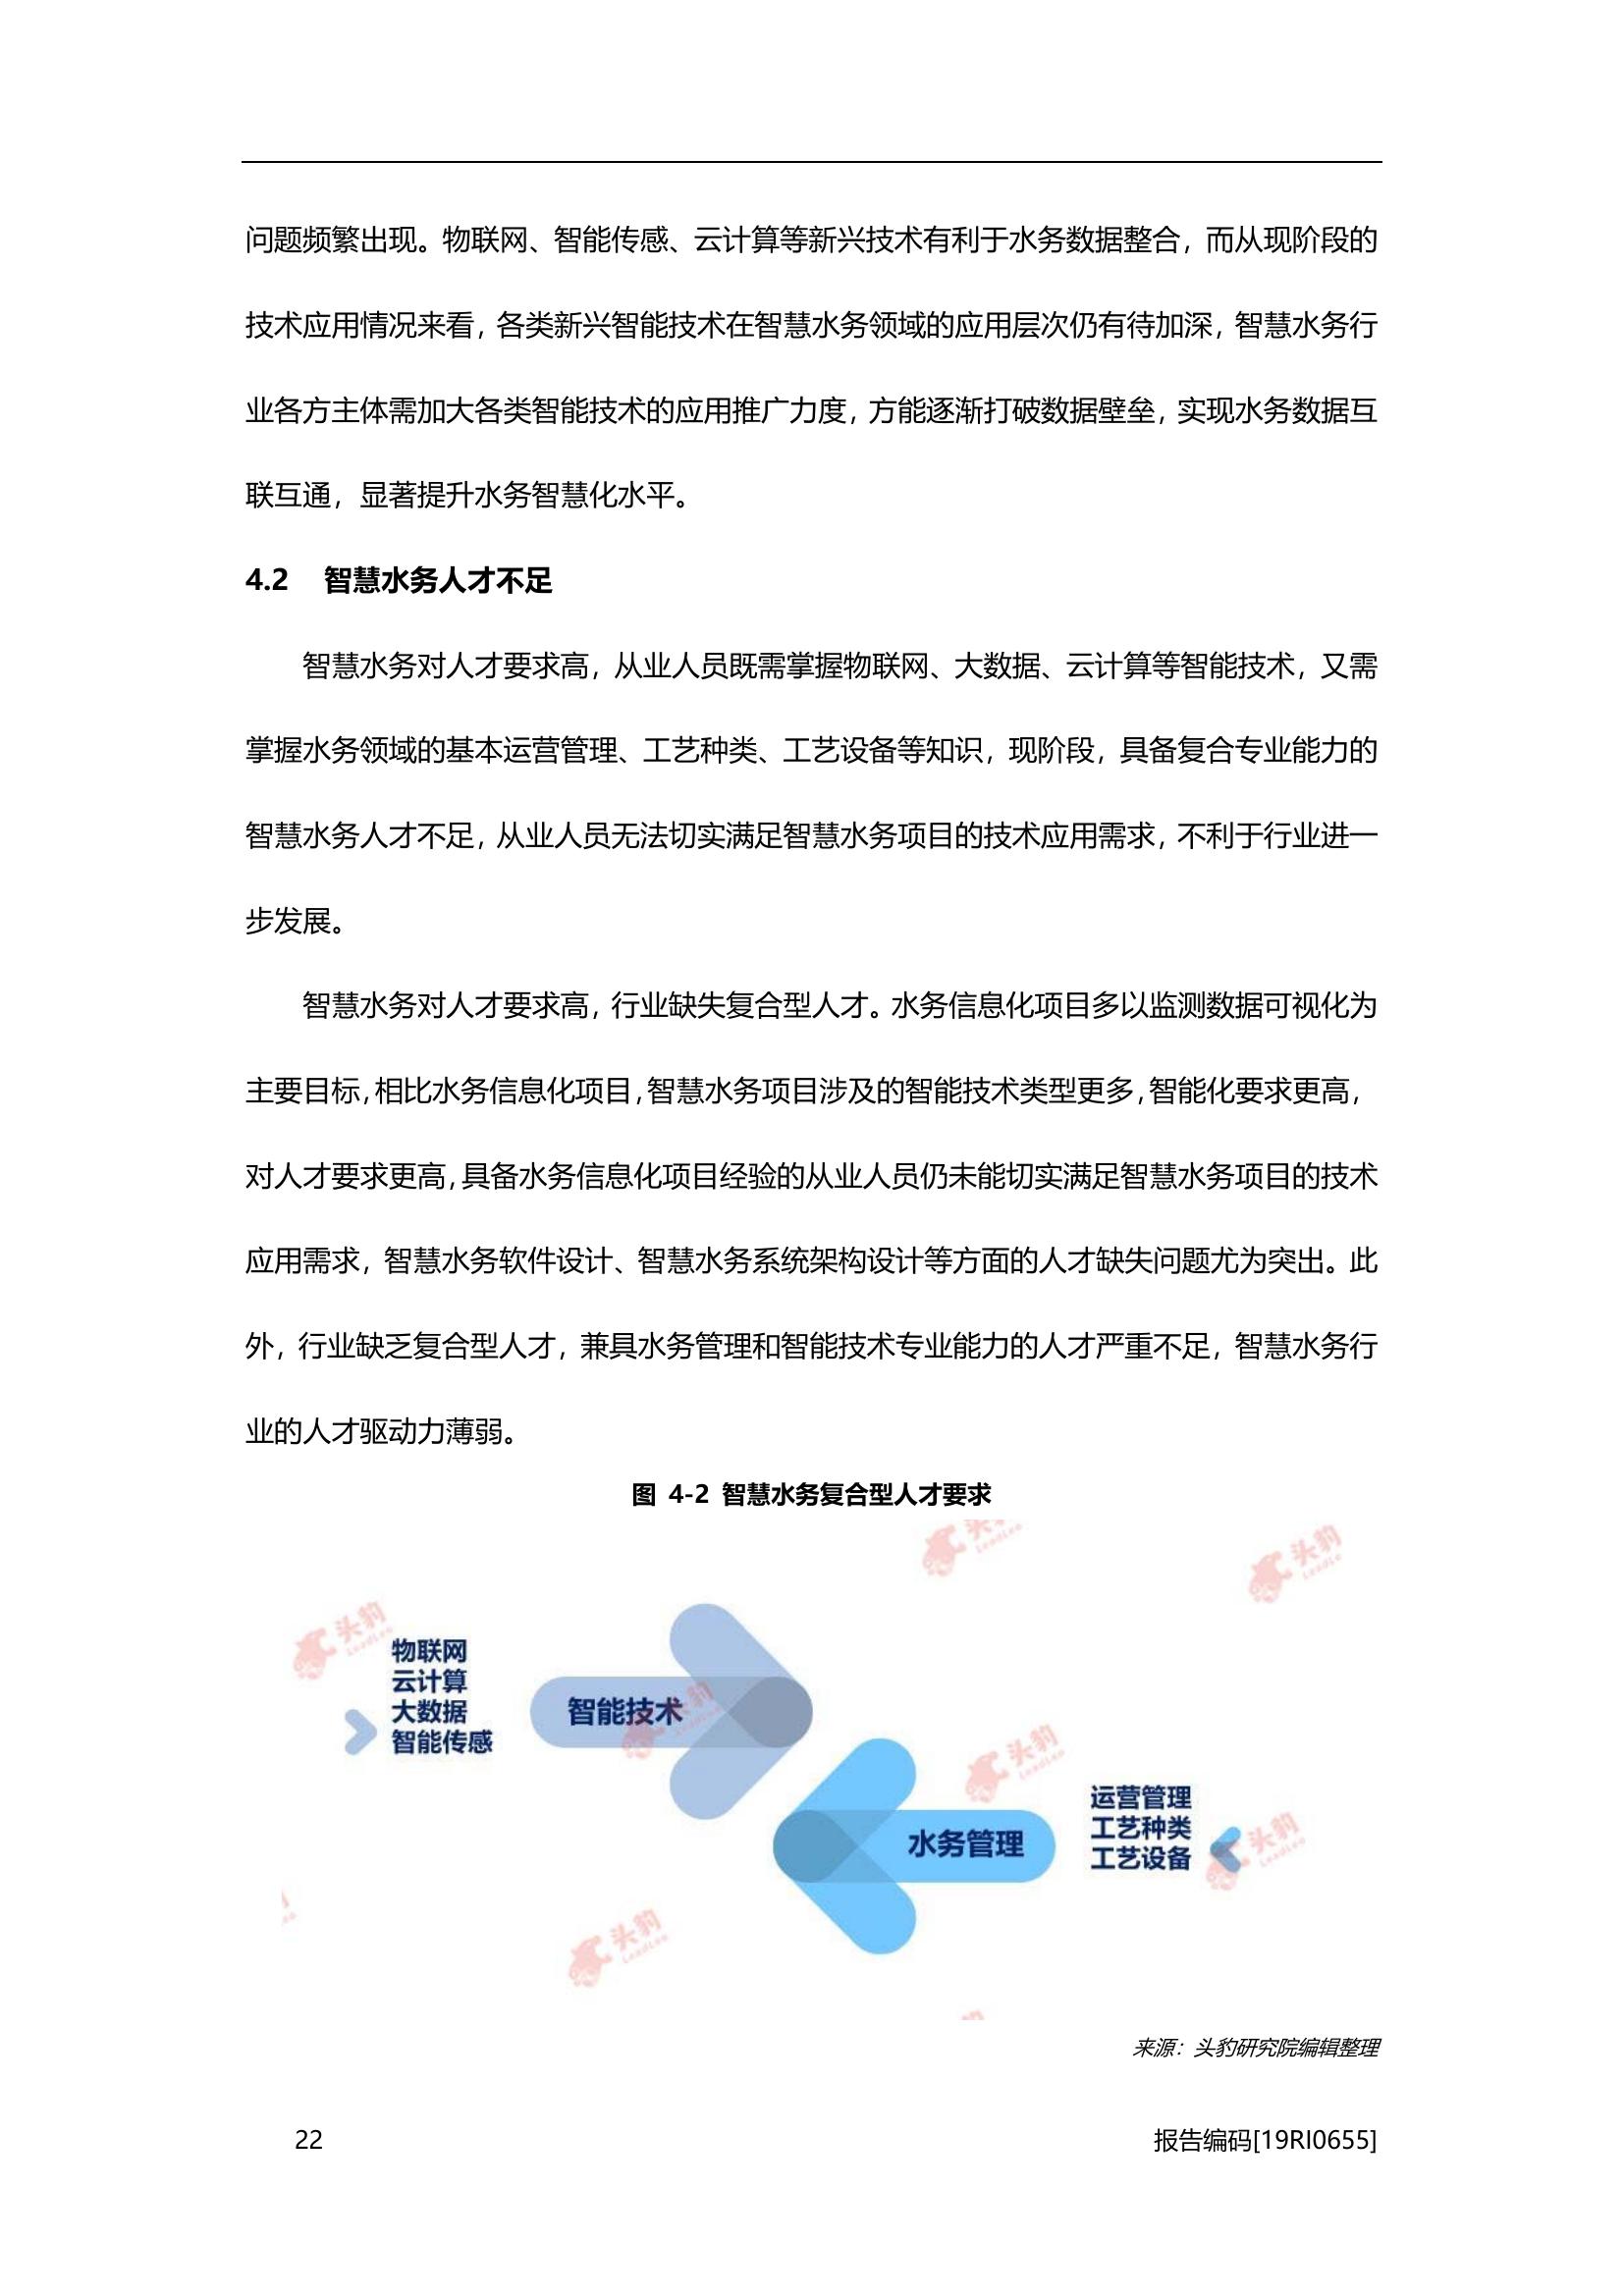 问题频繁出现。物联网、智能传感、云计算等新兴技术有利于水务数据整合，而从现阶段的
技术应用情况来看，各类新兴智能技术在智慧水务领域的应用层次仍有待加深，智慧水务行
业各方主体需加大各类智能技术的应用推广力度，方能逐渐打破数据壁垒，实现水务数据互
联互通，显著提升水务智慧化水平。
4.2 智慧水务人才不足
智慧水务对人才要求高，从业人员既需掌握物联网、大数据、云计算等智能技术，又需
掌握水务领域的基本运营管理、工艺种类、工艺设备等知识，现阶段，具备复合专业能力的
智慧水务人才不足，从业人员无法切实满足智慧水务项目的技术应用需求，不利于行业进一
步发展。
智慧水务对人才要求高，行业缺失复合型人才。水务信息化项目多以监测数据可视化为
主要目标，相比水务信息化项目，智慧水务项目涉及的智能技术类型更多，智能化要求更高，
对人才要求更高，具备水务信息化项目经验的从业人员仍未能切实满足智慧水务项目的技术
应用需求，智慧水务软件设计、智慧水务系统架构设计等方面的人才缺失问题尤为突出。此
外，行业缺乏复合型人才，兼具水务管理和智能技术专业能力的人才严重不足，智慧水务行
业的人才驱动力薄弱。
图 4-2 智慧水务复合型人才要求
头豹
LeadLeo
物联网
云计算
大数据
智能传感
智能技术
水务管理
运营管理
工艺种类
工艺设备
来源：头豹研究院编辑整理
22
报告编码[19RI0655]